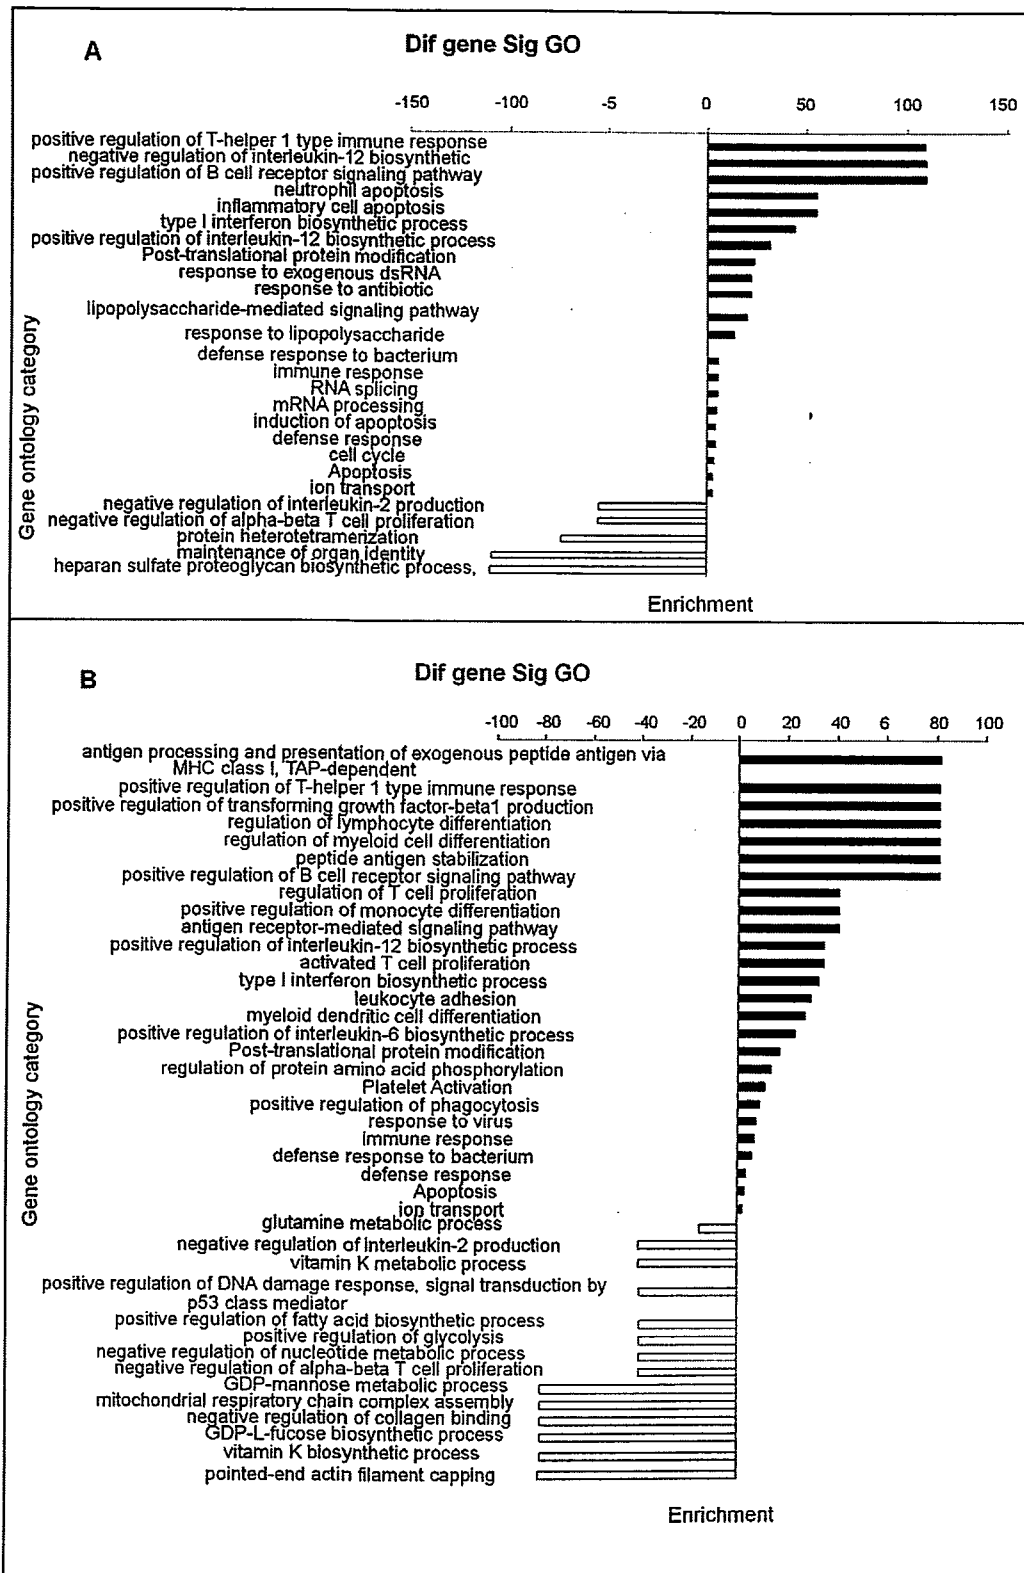 A
Dif gene Sig GO
-150 -100 -5 0 50 100 150
positive regulation of T-helper 1 type immune response
negative regulation of interleukin-12 biosynthetic
positive regulation of B cell receptor signaling pathway
neutrophil apoptosis
inflammatory cell apoptosis
type I interferon biosynthetic process
positive regulation of interleukin-12 biosynthetic process
Post-translational protein modification
response to exogenous dsRNA
response to antibiotic
lipopolysaccharide-mediated signaling pathway
response to lipopolysaccharide
defense response to bacterium
immune response
RNA splicing
mRNA processing
induction of apoptosis
defense response
cell cycle
Apoptosis
ion transport
negative regulation of interleukin-2 production
negative regulation of alpha-beta T cell proliferation
protein heterotetramerization
maintenance of organ identity
heparan sulfate proteoglycan biosynthetic process,
Gene ontology category
Enrichment
B
Dif gene Sig GO
-100 -80 -60 -40 -20 0 20 40 6 80 100
antigen processing and presentation of exogenous peptide antigen via
MHC class I, TAP-dependent
positive regulation of T-helper 1 type immune response
positive regulation of transforming growth factor-beta1 production
regulation of lymphocyte differentiation
regulation of myeloid cell differentiation
peptide antigen stabilization
positive regulation of B cell receptor signaling pathway
regulation of T cell proliferation
positive regulation of monocyte differentiation
antigen receptor-mediated signaling pathway
positive regulation of interleukin-12 biosynthetic process
activated T cell proliferation
type I interferon biosynthetic process
leukocyte adhesion
myeloid dendritic cell differentiation
positive regulation of interleukin-6 biosynthetic process
Post-translational protein modification
regulation of protein amino acid phosphorylation
Platelet Activation
positive regulation of phagocytosis
response to virus
immune response
defense response to bacterium
defense response
Apoptosis
ion transport
glutamine metabolic process
negative regulation of interleukin-2 production
vitamin K metabolic process
positive regulation of DNA damage response, signal transduction by
p53 class mediator
positive regulation of fatty acid biosynthetic process
positive regulation of glycolysis
negative regulation of nucleotide metabolic process
negative regulation of alpha-beta T cell proliferation
GDP-mannose metabolic process
mitochondrial respiratory chain complex assembly
negative regulation of collagen binding
GDP-L-fucose biosynthetic process
vitamin K biosynthetic process
pointed-end actin filament capping
Gene ontology category
Enrichment